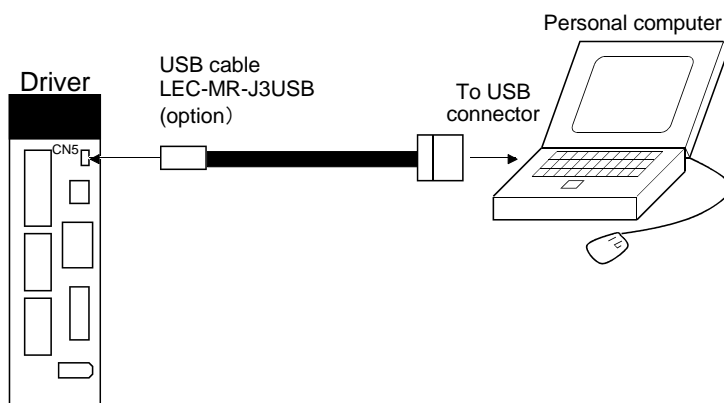 Personal computer
USB cable
LEC-MR-J3USB
(option）
To USB
connector
Driver
CN5